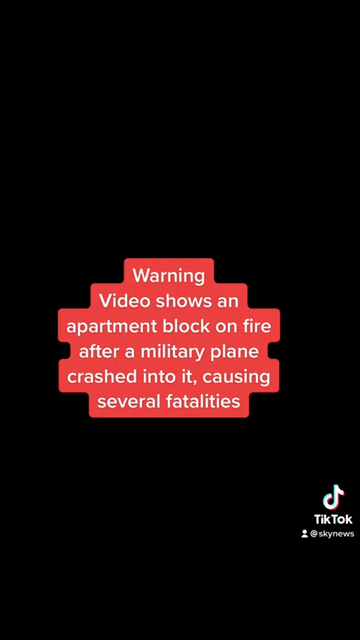 Warning
Video shows an
apartment block on fire
after a military plane
crashed into it, causing
several fatalities
TikTok
@skynews